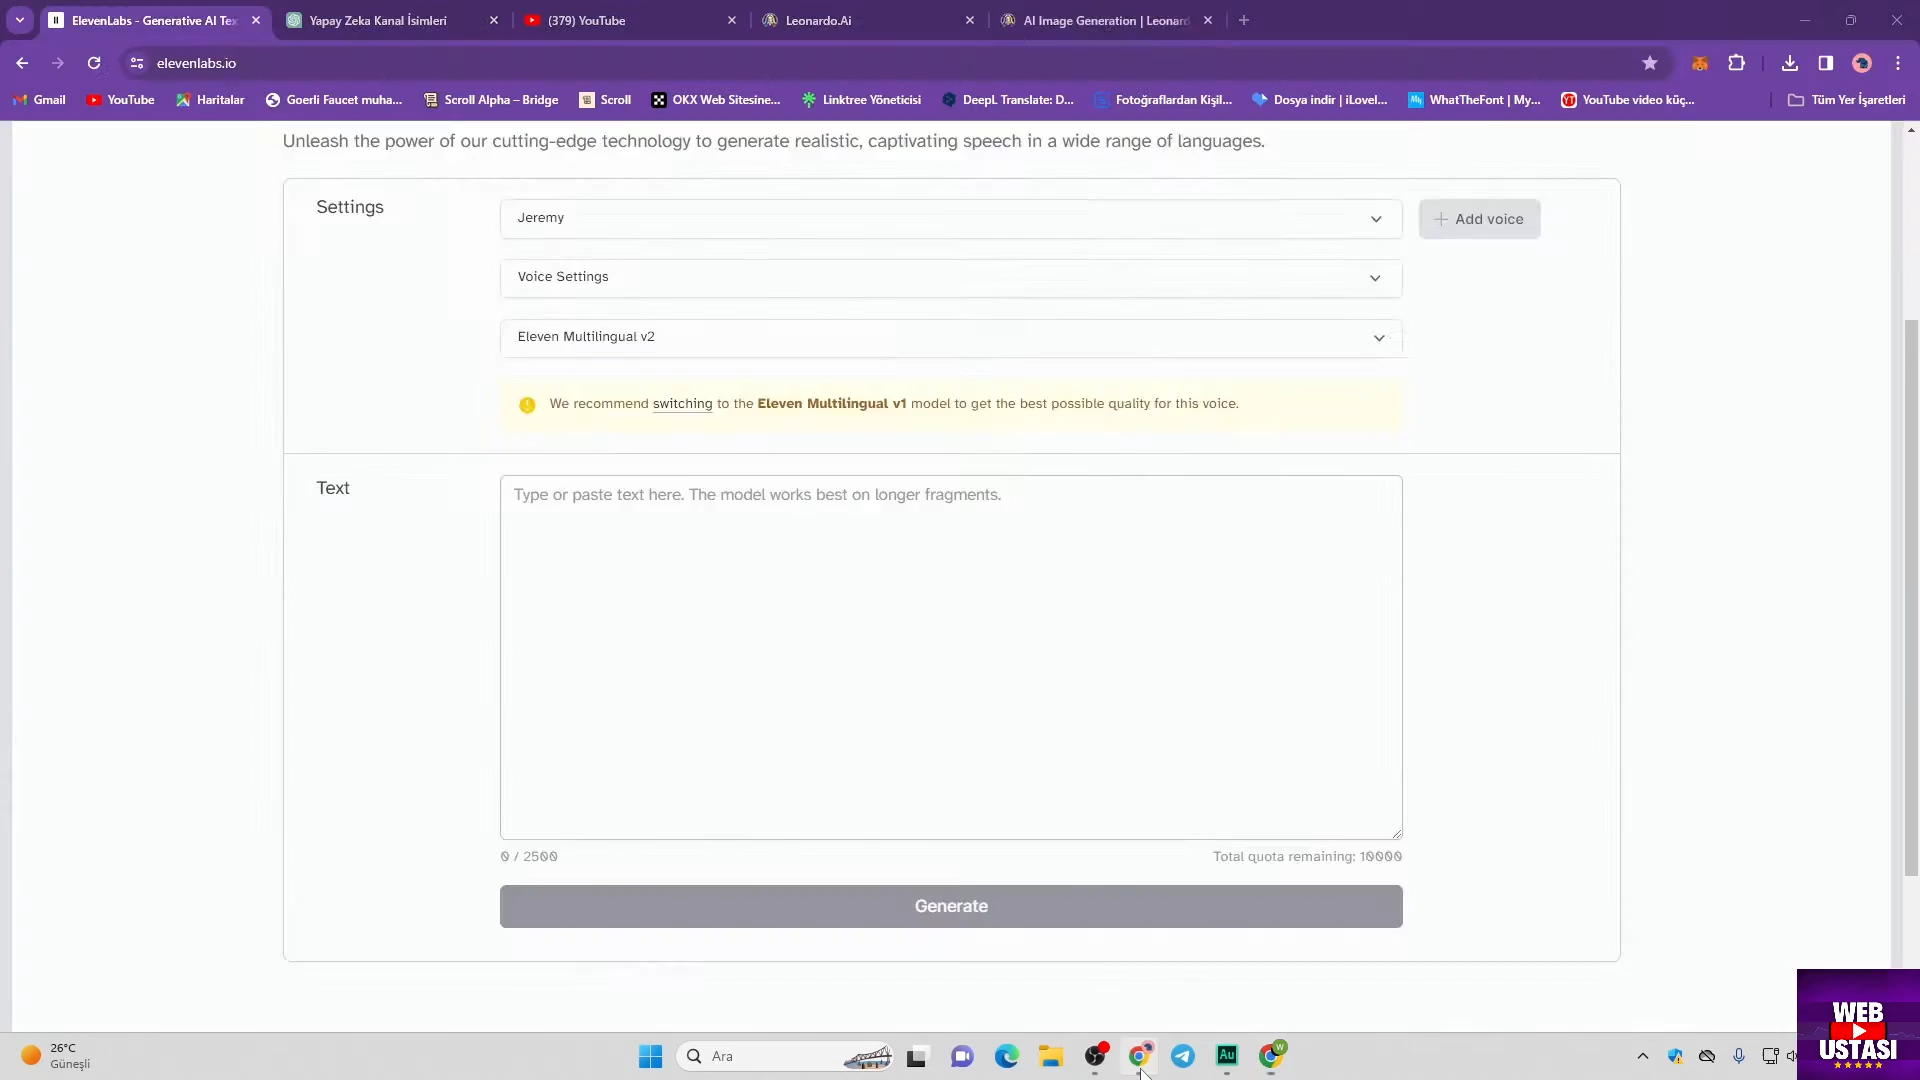 ElevenLabs - Generative AI Tex
Yapay Zeka Kanal İsimleri
(379) YouTube
Leonardo.Ai
AI Image Generation | Leonard
elevenlabs.io
Gmail
YouTube
Haritalar
Goerli Faucet muha...
Scroll Alpha – Bridge
Scroll
OKX Web Sitesine...
Linktree Yöneticisi
DeepL Translate: D...
Fotoğraflardan Kişil...
Dosya indir | iLovel...
WhatTheFont | My...
YouTube video küç...
Tüm Yer İşaretleri
Unleash the power of our cutting-edge technology to generate realistic, captivating speech in a wide range of languages.
Settings
Jeremy
+ Add voice
Voice Settings
Eleven Multilingual v2
We recommend switching to the Eleven Multilingual v1 model to get the best possible quality for this voice.
Text
Type or paste text here. The model works best on longer fragments.
0 / 2500
Total quota remaining: 10000
Generate
26°C
Güneşli
Ara
Au
W
WEB
USTASI